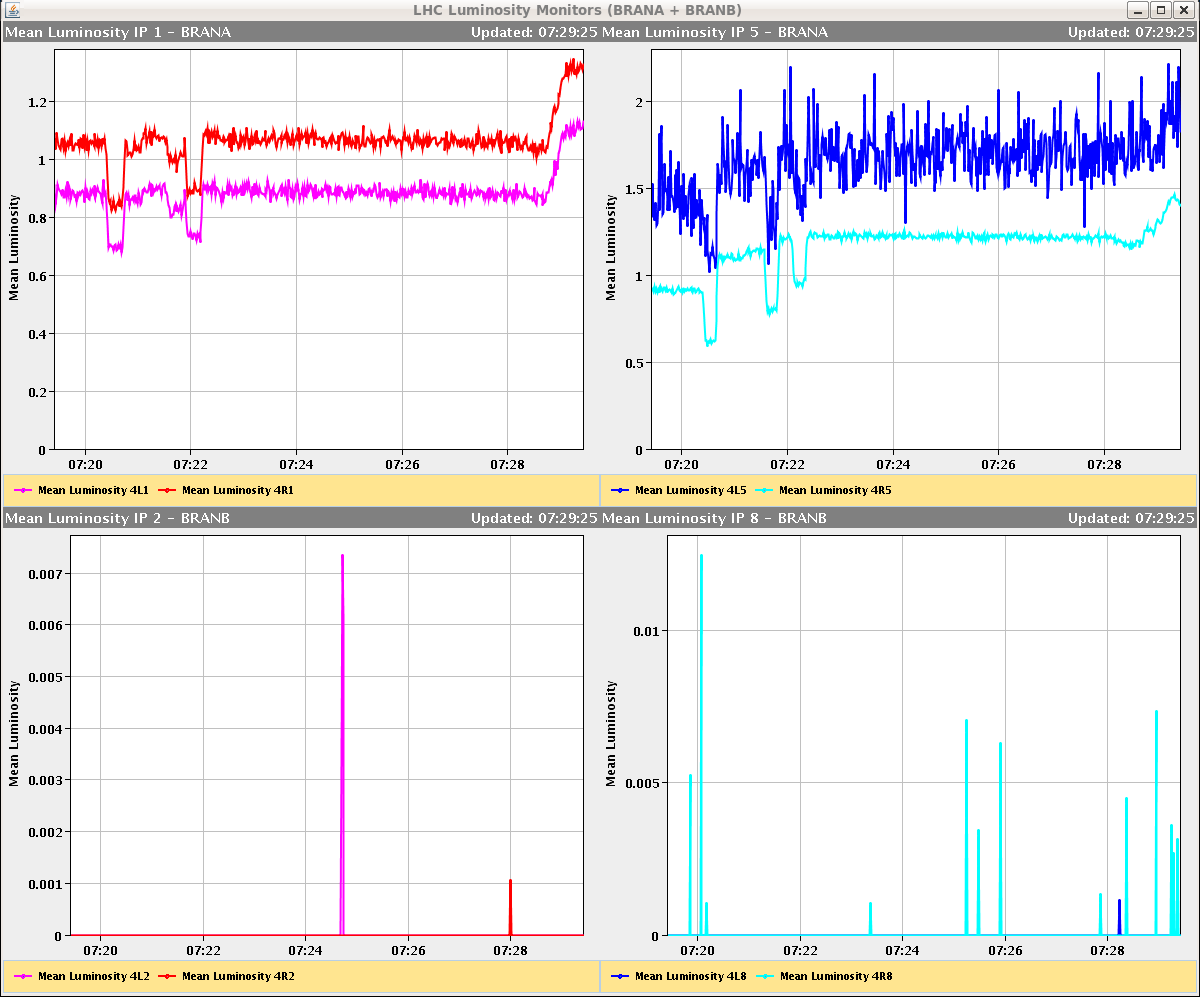 LHC Luminosity Monitors (BRANA + BRANB)
Mean Luminosity IP 1 - BRANA Updated: 07:29:25
1.2
1
0.8
0.6
0.4
0.2
0
Mean Luminosity
07:20 07:22 07:24 07:26 07:28
Mean Luminosity 4L1 Mean Luminosity 4R1
Mean Luminosity IP 5 - BRANA Updated: 07:29:25
2
1.5
1
0.5
0
Mean Luminosity
07:20 07:22 07:24 07:26 07:28
Mean Luminosity 4L5 Mean Luminosity 4R5
Mean Luminosity IP 2 - BRANB Updated: 07:29:25
0.007
0.006
0.005
0.004
0.003
0.002
0.001
0
Mean Luminosity
07:20 07:22 07:24 07:26 07:28
Mean Luminosity 4L2 Mean Luminosity 4R2
Mean Luminosity IP 8 - BRANB Updated: 07:29:25
0.01
0.005
0
Mean Luminosity
07:20 07:22 07:24 07:26 07:28
Mean Luminosity 4L8 Mean Luminosity 4R8